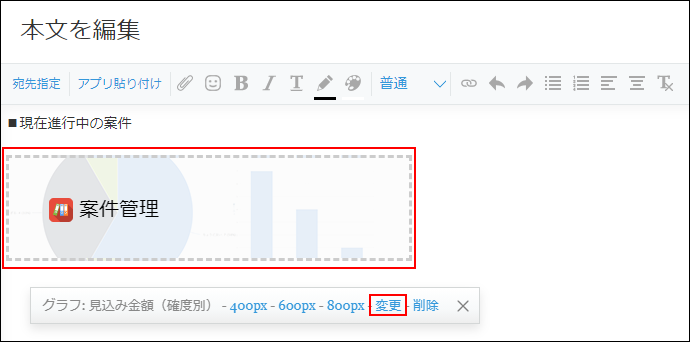 本文を編集
宛先指定 アプリ貼り付け B I T 普通
■現在進行中の案件
案件管理
グラフ: 見込み金額（確度別） - 400px - 600px - 800px - 変更 - 削除